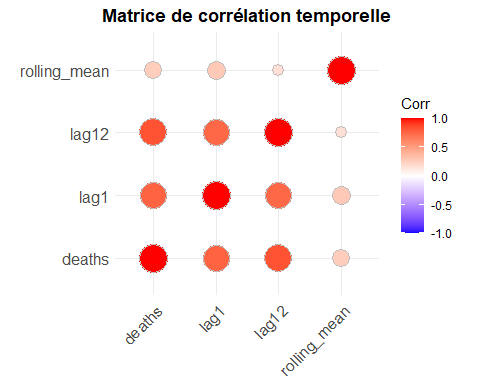 Matrice de corrélation temporelle
rolling_mean
lag12
lag1
deaths
deaths
lag1
lag12
rolling_mean
Corr
1.0
0.5
0.0
-0.5
-1.0